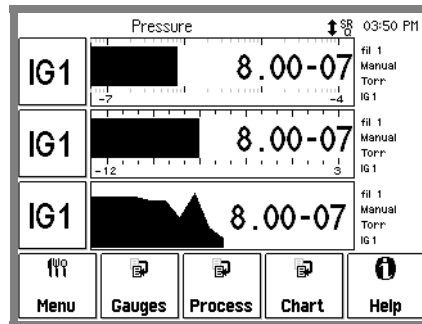 Pressure SRQ 03:50 PM
IG1 8.00-07 fil 1
Manual
Torr
IG1
-7 -4
IG1 8.00-07 fil 1
Manual
Torr
IG1
-12 3
IG1 8.00-07 fil 1
Manual
Torr
IG1
Menu Gauges Process Chart Help